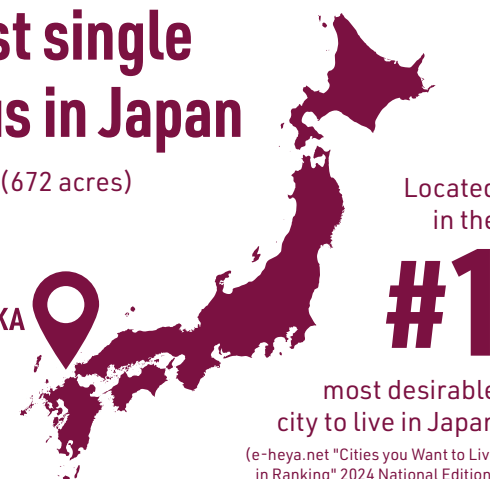 st single
us in Japan
(672 acres)
Located
in the
#1
KA
most desirable
city to live in Japan
(e-heya.net "Cities you Want to Liv
in Ranking" 2024 National Edition